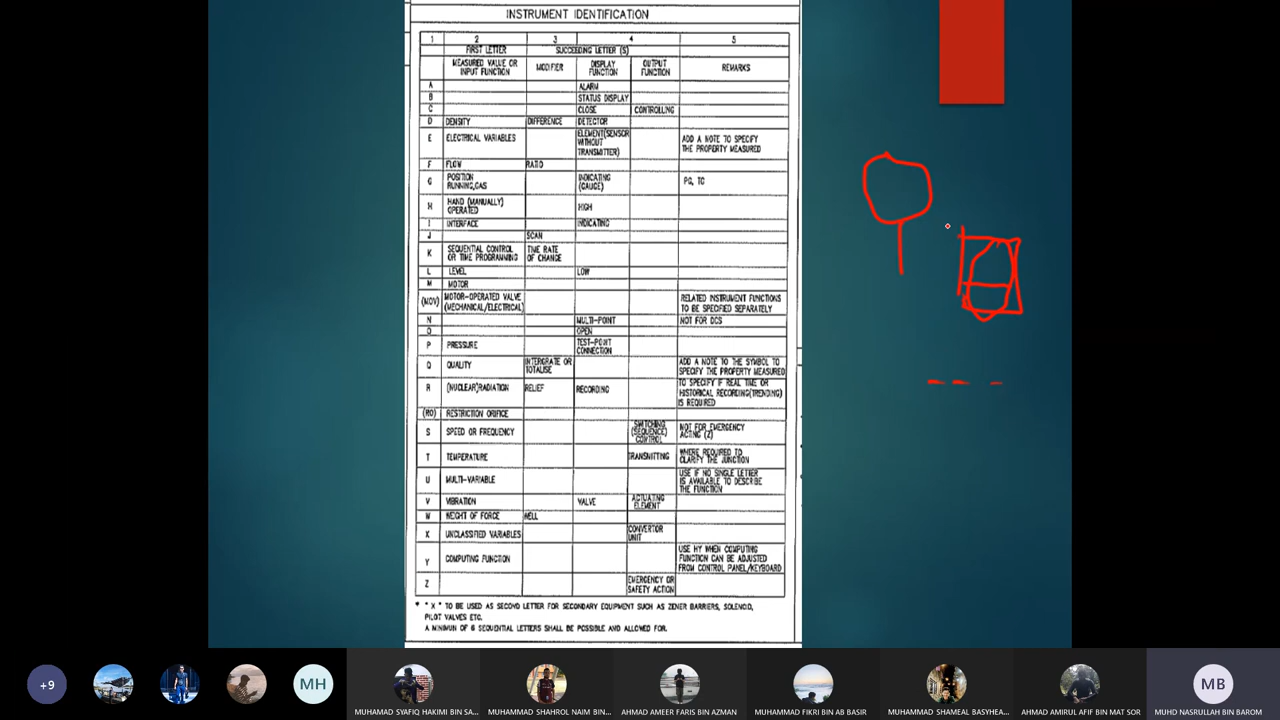 INSTRUMENT IDENTIFICATION
1 2 3 4 5
FIRST LETTER SUCCEEDING LETTER (S)
MEASURED VALUE OR INPUT FUNCTION MODIFIER DISPLAY FUNCTION OUTPUT FUNCTION REMARKS
A ALARM
B STATUS DISPLAY
C CLOSE CONTROLLING
D DENSITY DIFFERENCE DETECTOR
E ELECTRICAL VARIABLES ELEMENT(SENSOR WITHOUT TRANSMITTER) ADD A NOTE TO SPECIFY THE PROPERTY MEASURED
F FLOW RATIO
G POSITION RUNNING,GAS INDICATING (GAUGE) PG, TG
H HAND (MANUALLY) OPERATED HIGH
I INTERFACE INDICATING
J SCAN
K SEQUENTIAL CONTROL OR TIME PROGRAMMING TIME RATE OF CHANGE
L LEVEL LOW
M MOTOR
(MOV) MOTOR-OPERATED VALVE (MECHANICAL/ELECTRICAL) RELATED INSTRUMENT FUNCTIONS TO BE SPECIFIED SEPARATELY
N MULTI-POINT NOT FOR DCS
O OPEN
P PRESSURE TEST-POINT CONNECTION
Q QUALITY INTERGRATE OR TOTALISE ADD A NOTE TO THE SYMBOL TO SPECIFY THE PROPERTY MEASURED
R (NUCLEAR)RADIATION RELIEF RECORDING TO SPECIFY IF REAL TIME OR HISTORICAL RECORDING(TRENDING) IS REQUIRED
(RO) RESTRICTION ORIFICE
S SPEED OR FREQUENCY SWITCHING (SEQUENCE) CONTROL NOT FOR EMERGENCY ACTING (Z)
T TEMPERATURE TRANSMITTING WHERE REQUIRED TO CLARIFY THE JUNCTION
U MULTI-VARIABLE USE IF NO SINGLE LETTER IS AVAILABLE TO DESCRIBE THE FUNCTION
V VIBRATION VALVE ACTUATING ELEMENT
W WEIGHT OF FORCE WELL
X UNCLASSIFIED VARIABLES CONVERTOR UNIT
Y COMPUTING FUNCTION USE HY WHEN COMPUTING FUNCTION CAN BE ADJUSTED FROM CONTROL PANEL/KEYBOARD
Z EMERGENCY OR SAFETY ACTION
* "X" TO BE USED AS SECOND LETTER FOR SECONDARY EQUIPMENT SUCH AS ZENER BARRIERS, SOLENOID,
PILOT VALVES ETC.
A MINIMUN OF 6 SEQUENTIAL LETTERS SHALL BE POSSIBLE AND ALLOWED FOR.
+9 MH MB
MUHAMAD SYAFIQ HAKIMI BIN SA... MUHAMMAD SHAHROL NAIM BIN... AHMAD AMEER FARIS BIN AZMAN MUHAMMAD FIKRI BIN AB BASIR MUHAMMAD SHAMEAL BASYHEA... AHMAD AMIRUL AFIF BIN MAT SOR MUHD NASRULLAH BIN BAROM